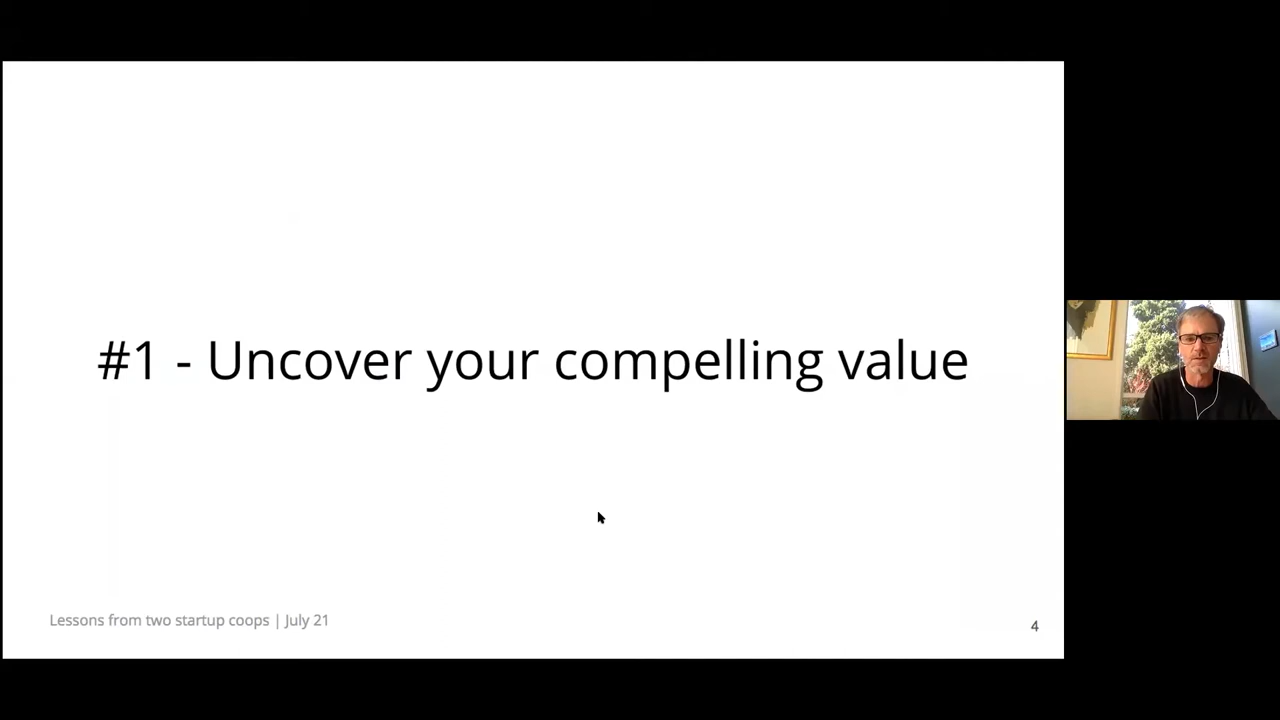 #1 - Uncover your compelling value
Lessons from two startup coops | July 21
4